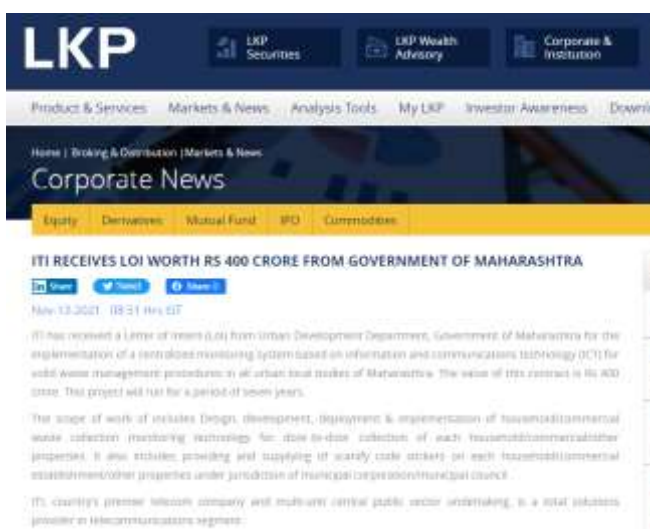 LKP
LKP Securities
LKP Wealth Advisory
Corporate & Institution
Product & Services Markets & News Analysis Tools My LKP Investor Awareness
Home | Broking & Distribution | Markets & News
Corporate News
Equity Derivatives Mutual Fund IPO Commodities
ITI RECEIVES LOI WORTH RS 400 CRORE FROM GOVERNMENT OF MAHARASHTRA
in Share Tweet Share 0
Nov-13-2021 08:51 Hrs IST
ITI has received a Letter of Intent (LoI) from Urban Development Department, Government of Maharashtra for the
implementation of a centralized monitoring system based on information and communications technology (ICT) for
solid waste management procedures in all urban local bodies of Maharashtra. The value of this contract is Rs 400
crore. This project will run for a period of seven years.
The scope of work of includes Design, development, deployment & implementation of household/commercial
waste collection monitoring technology for door-to-door collection of each household/commercial/other
properties. It also includes providing and supplying of scanify code stickers on each household/commercial
establishment/other properties under jurisdiction of municipal corporation/municipal council.
ITI, country's premier telecom company and multi-unit central public sector undertaking, is a total solutions
provider in telecommunications segment.